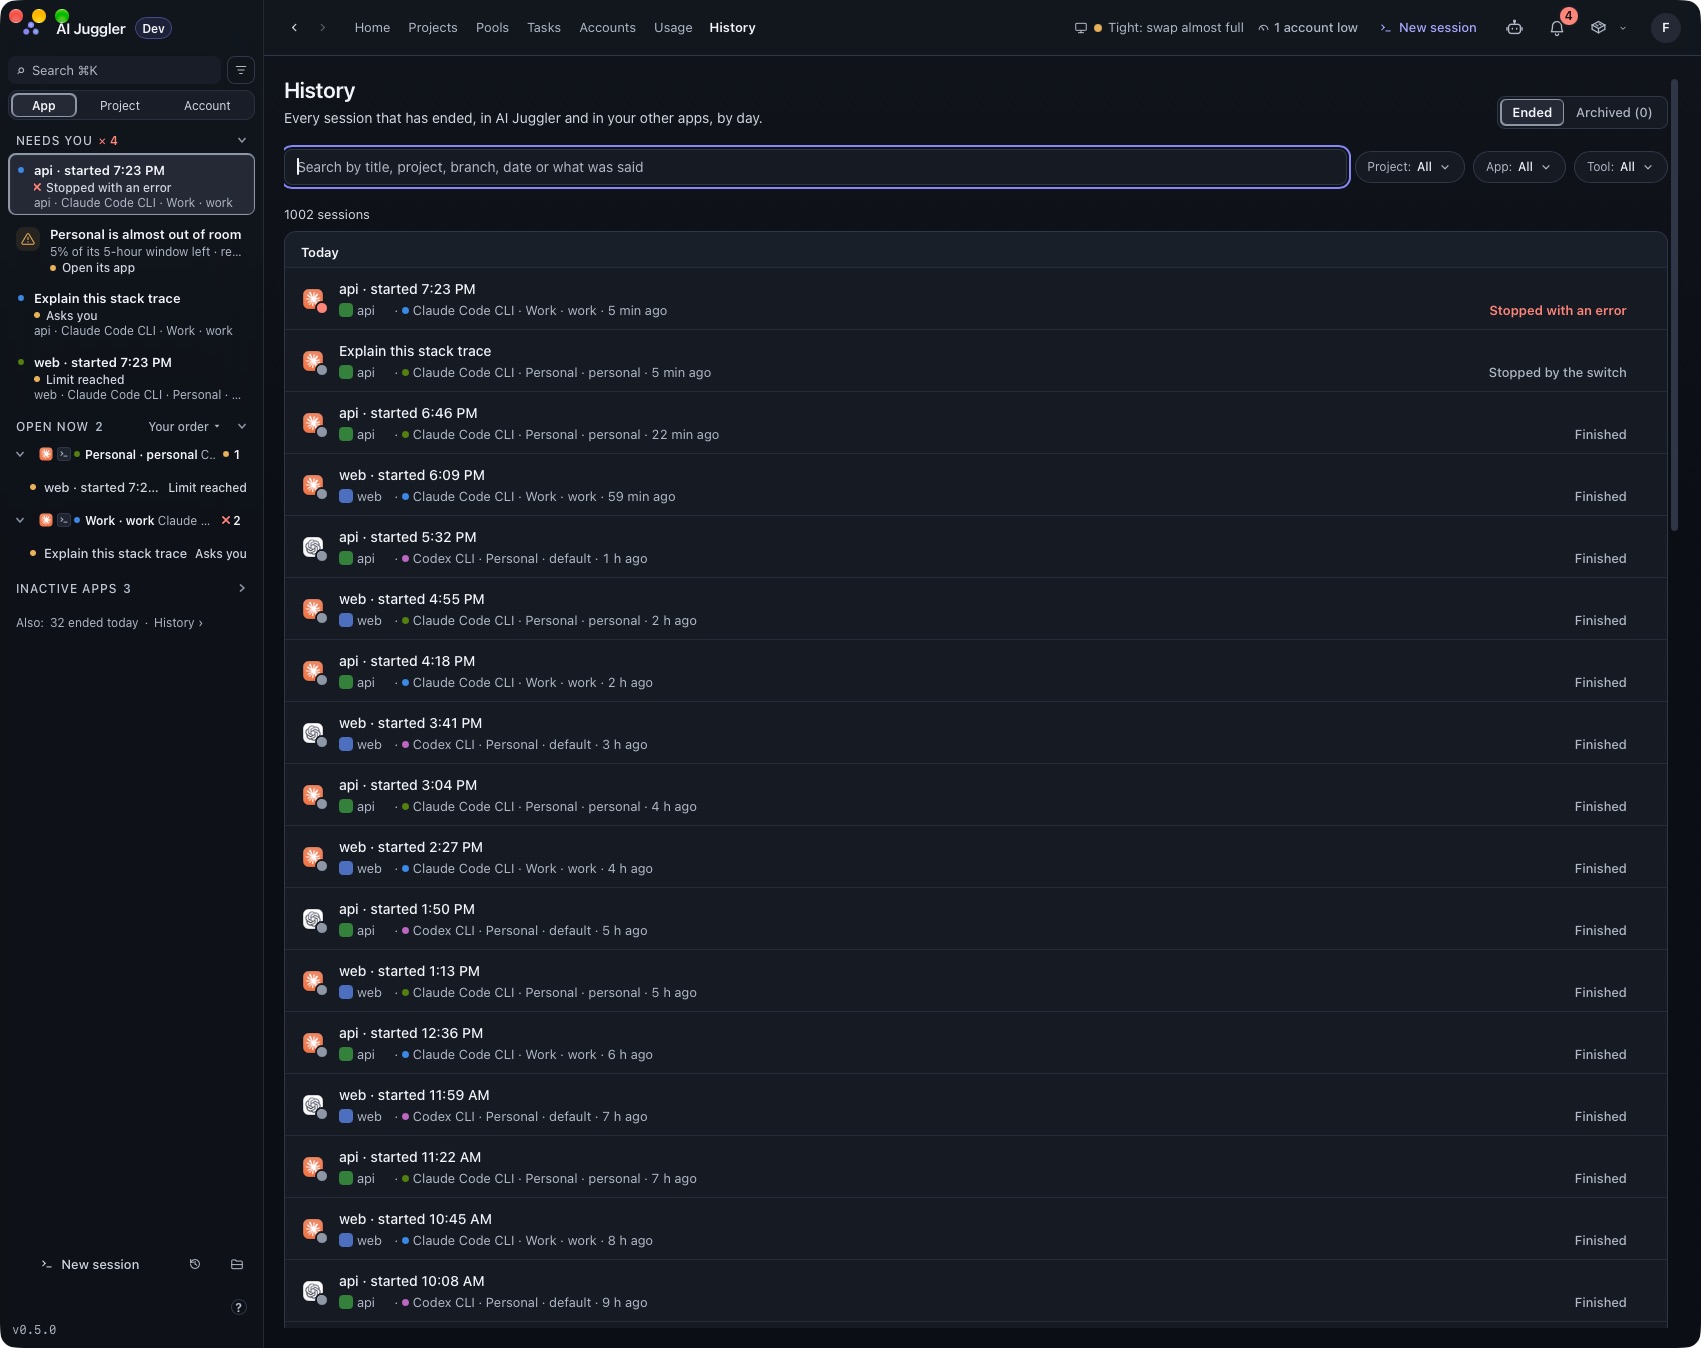 AI Juggler Dev
Search ⌘K
App Project Account
NEEDS YOU × 4
api · started 7:23 PM
Stopped with an error
api · Claude Code CLI · Work · work
Personal is almost out of room
5% of its 5-hour window left · re...
Open its app
Explain this stack trace
Asks you
api · Claude Code CLI · Work · work
web · started 7:23 PM
Limit reached
web · Claude Code CLI · Personal · ...
OPEN NOW 2 Your order
Personal · personal C.. 1
web · started 7:2... Limit reached
Work · work Claude ... ×2
Explain this stack trace Asks you
INACTIVE APPS 3
Also: 32 ended today · History ›
New session
?
v0.5.0
Home Projects Pools Tasks Accounts Usage History
Tight: swap almost full 1 account low New session 4 F
History
Every session that has ended, in AI Juggler and in your other apps, by day.
Ended Archived (0)
Search by title, project, branch, date or what was said
Project: All App: All Tool: All
1002 sessions
Today
api · started 7:23 PM
api · Claude Code CLI · Work · work · 5 min ago Stopped with an error
Explain this stack trace
api · Claude Code CLI · Personal · personal · 5 min ago Stopped by the switch
api · started 6:46 PM
api · Claude Code CLI · Personal · personal · 22 min ago Finished
web · started 6:09 PM
web · Claude Code CLI · Work · work · 59 min ago Finished
api · started 5:32 PM
api · Codex CLI · Personal · default · 1 h ago Finished
web · started 4:55 PM
web · Claude Code CLI · Personal · personal · 2 h ago Finished
api · started 4:18 PM
api · Claude Code CLI · Work · work · 2 h ago Finished
web · started 3:41 PM
web · Codex CLI · Personal · default · 3 h ago Finished
api · started 3:04 PM
api · Claude Code CLI · Personal · personal · 4 h ago Finished
web · started 2:27 PM
web · Claude Code CLI · Work · work · 4 h ago Finished
api · started 1:50 PM
api · Codex CLI · Personal · default · 5 h ago Finished
web · started 1:13 PM
web · Claude Code CLI · Personal · personal · 5 h ago Finished
api · started 12:36 PM
api · Claude Code CLI · Work · work · 6 h ago Finished
web · started 11:59 AM
web · Codex CLI · Personal · default · 7 h ago Finished
api · started 11:22 AM
api · Claude Code CLI · Personal · personal · 7 h ago Finished
web · started 10:45 AM
web · Claude Code CLI · Work · work · 8 h ago Finished
api · started 10:08 AM
api · Codex CLI · Personal · default · 9 h ago Finished